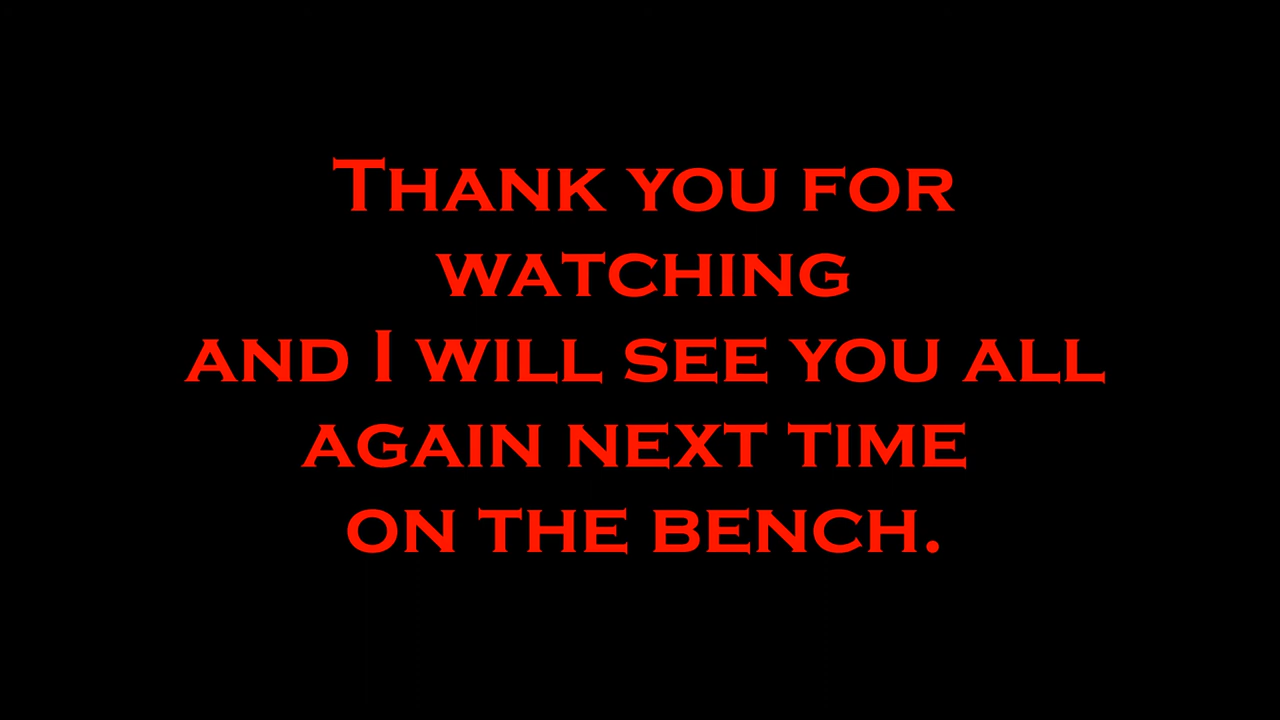 Thank you for
watching
and I will see you all
again next time
on the bench.